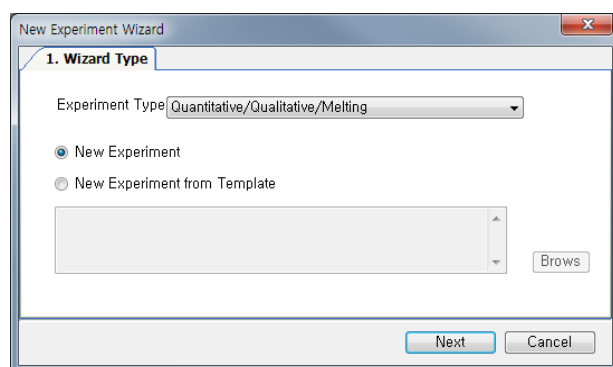 New Experiment Wizard
1. Wizard Type
Experiment Type Quantitative/Qualitative/Melting
New Experiment
New Experiment from Template
Brows
Next Cancel